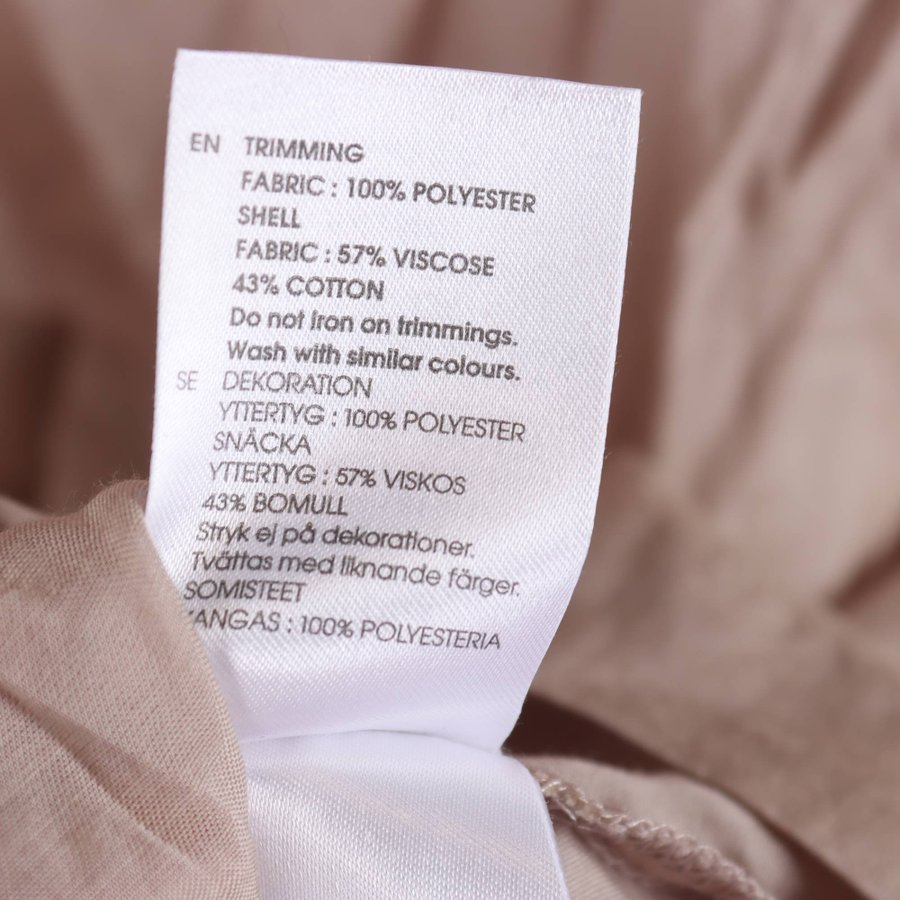 EN TRIMMING
FABRIC : 100% POLYESTER
SHELL
FABRIC : 57% VISCOSE
43% COTTON
Do not iron on trimmings.
Wash with similar colours.
SE DEKORATION
YTTERTYG : 100% POLYESTER
SNÄCKA
YTTERTYG : 57% VISKOS
43% BOMULL
Stryk ej på dekorationer.
Tvättas med liknande färger.
SOMISTEET
KANGAS : 100% POLYESTERIA